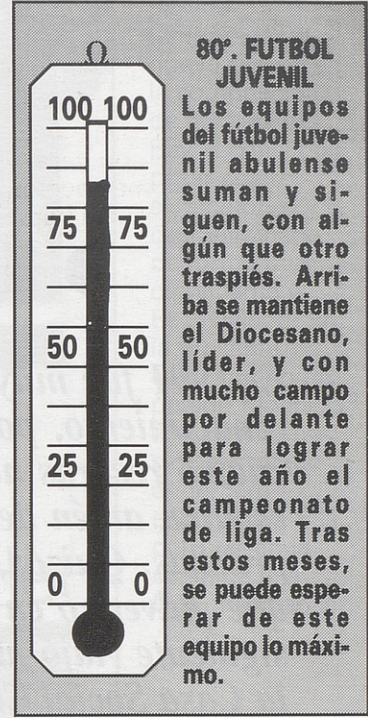 100 100
75 75
50 50
25 25
0 0
80°. FUTBOL
JUVENIL
Los equipos
del fútbol juve-
nil abulense
suman y si-
guen, con al-
gún que otro
traspiés. Arri-
ba se mantiene
el Diocesano,
líder, y con
mucho campo
por delante
para lograr
este año el
campeonato
de liga. Tras
estos meses,
se puede espe-
rar de este
equipo lo máxi-
mo.